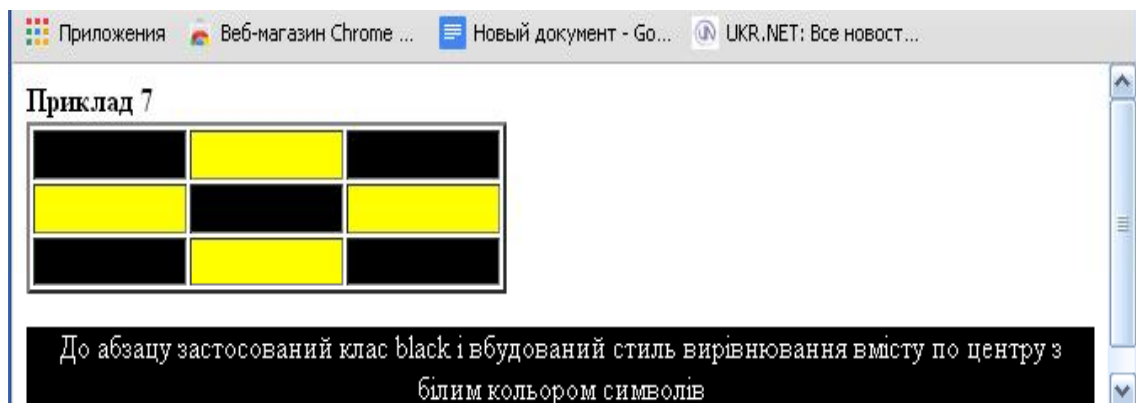 Приложения Веб-магазин Chrome ... Новый документ - Go... UKR.NET: Все новост...
Приклад 7
До абзацу застосований клас black і вбудований стиль вирівнювання вмісту по центру з
білим кольором символів